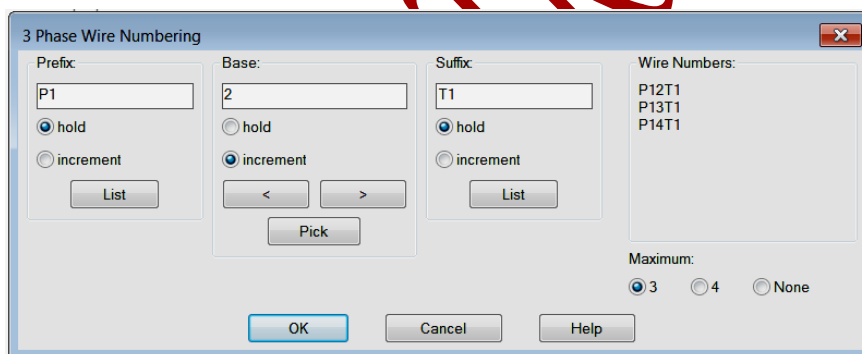 3 Phase Wire Numbering
Prefix:
P1
hold
increment
List
Base:
2
hold
increment
< >
Pick
Suffix:
T1
hold
increment
List
Wire Numbers:
P12T1
P13T1
P14T1
Maximum:
3 4 None
OK Cancel Help